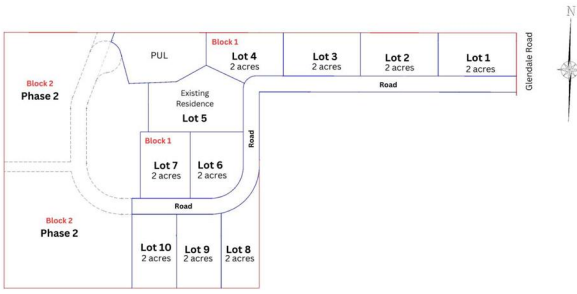 N
Glendale Road
Block 1
PUL
Lot 4
2 acres
Lot 3
2 acres
Lot 2
2 acres
Lot 1
2 acres
Road
Block 2
Phase 2
Existing
Residence
Lot 5
Road
Block 1
Lot 7
2 acres
Lot 6
2 acres
Road
Block 2
Phase 2
Lot 10
2 acres
Lot 9
2 acres
Lot 8
2 acres